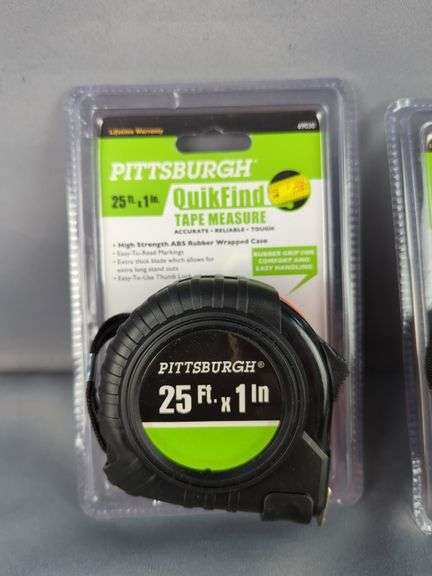 Lifetime Warranty 69030
PITTSBURGH®
25 ft. x 1 In. QuikFind
TAPE MEASURE
ACCURATE • RELIABLE • TOUGH
• High Strength ABS Rubber Wrapped Case
• Easy-To-Read Markings
• Extra thick blade which allows for
extra long stand outs
• Easy-To-Use Thumb Lock
RUBBER GRIP FOR
COMFORT AND
EASY HANDLING
PITTSBURGH®
25 Ft. x 1 In